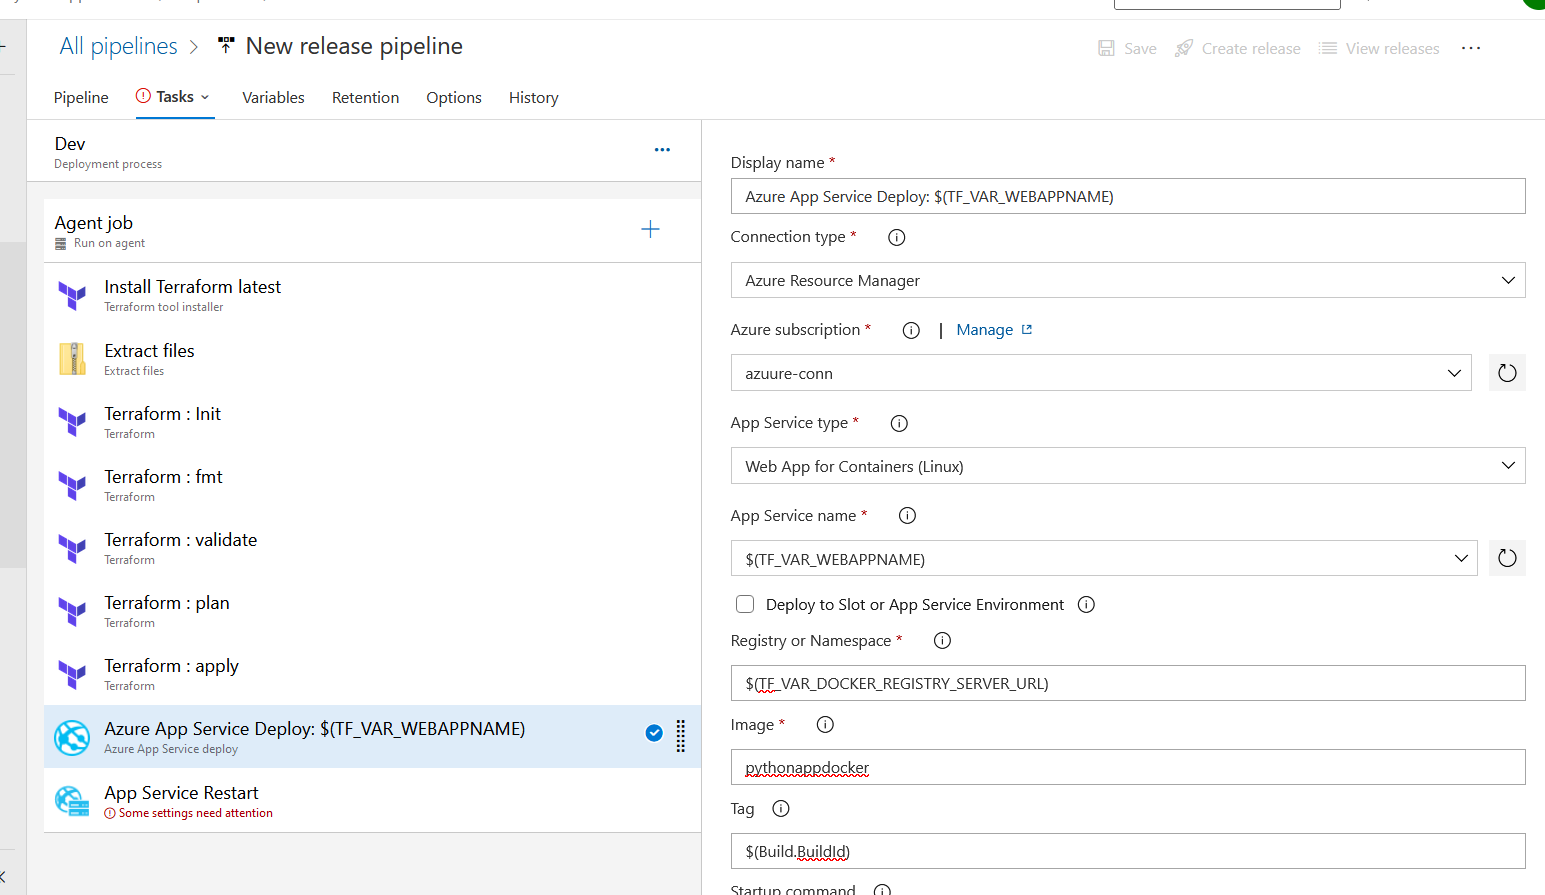 All pipelines > New release pipeline
Save Create release View releases ...
Pipeline Tasks Variables Retention Options History
Dev
Deployment process
Agent job
Run on agent
Install Terraform latest
Terraform tool installer
Extract files
Extract files
Terraform : Init
Terraform
Terraform : fmt
Terraform
Terraform : validate
Terraform
Terraform : plan
Terraform
Terraform : apply
Terraform
Azure App Service Deploy: $(TF_VAR_WEBAPPNAME)
Azure App Service deploy
App Service Restart
Some settings need attention
Display name *
Azure App Service Deploy: $(TF_VAR_WEBAPPNAME)
Connection type *
Azure Resource Manager
Azure subscription * | Manage
azuure-conn
App Service type *
Web App for Containers (Linux)
App Service name *
$(TF_VAR_WEBAPPNAME)
Deploy to Slot or App Service Environment
Registry or Namespace *
$(TF_VAR_DOCKER_REGISTRY_SERVER_URL)
Image *
pythonappdocker
Tag
$(Build.BuildId)
Startup command